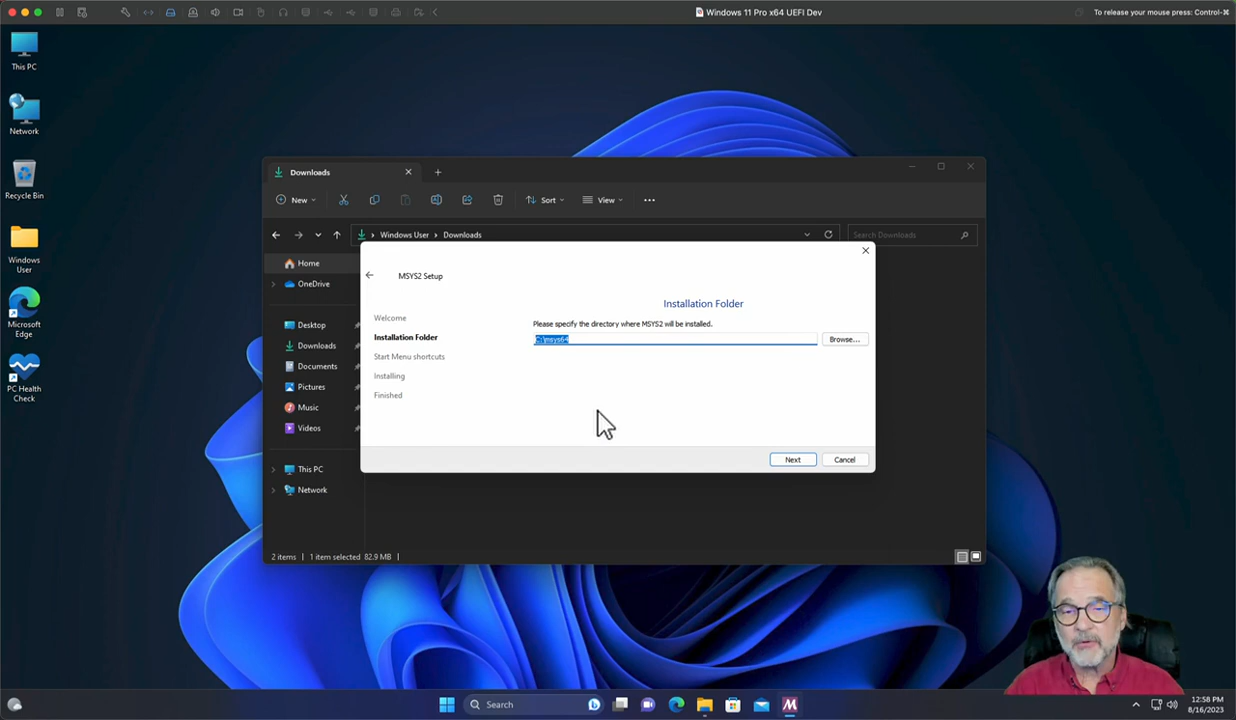 Windows 11 Pro x64 UEFI Dev
To release your mouse press: Control-⌘
This PC
Network
Recycle Bin
Windows
User
Microsoft
Edge
PC Health
Check
Downloads
New
Sort
View
Windows User > Downloads
Search Downloads
Home
OneDrive
Desktop
Downloads
Documents
Pictures
Music
Videos
This PC
Network
2 items
1 item selected 82.9 MB
MSYS2 Setup
Welcome
Installation Folder
Start Menu shortcuts
Installing
Finished
Installation Folder
Please specify the directory where MSYS2 will be installed.
C:\msys64
Browse...
Next
Cancel
Search
12:58 PM
8/16/2023